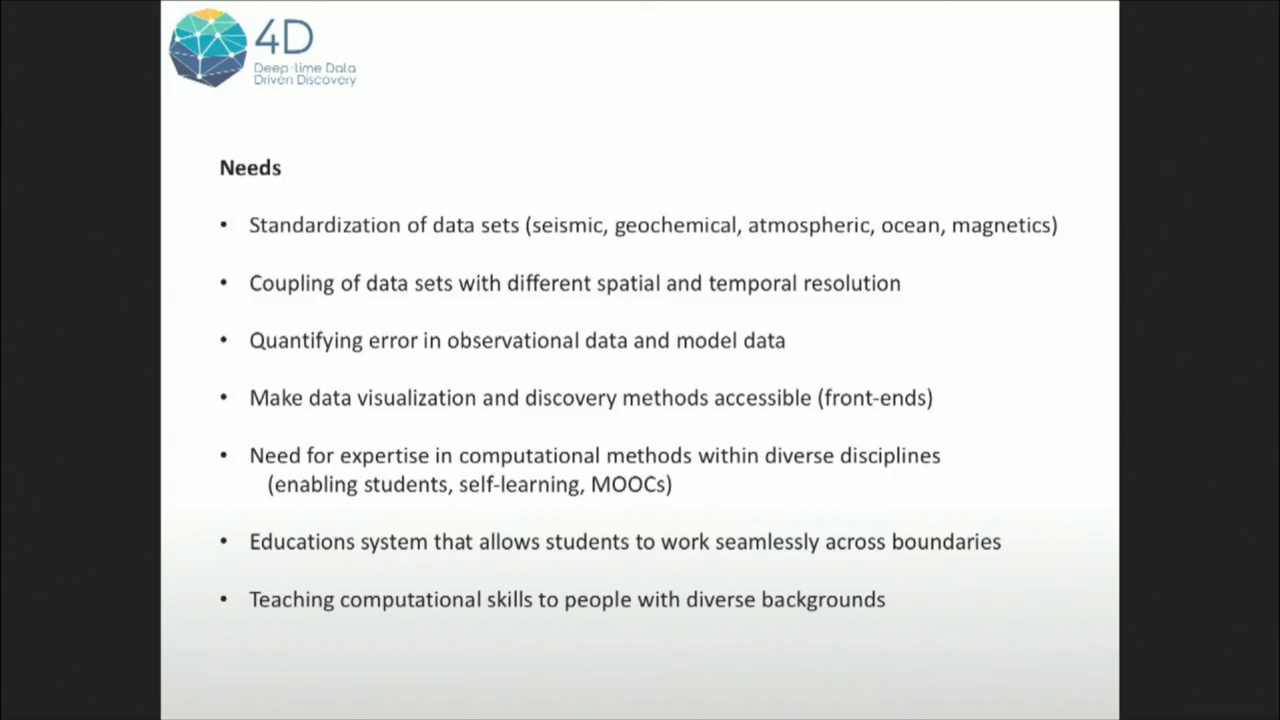 4D
Deep-time Data
Driven Discovery
Needs
• Standardization of data sets (seismic, geochemical, atmospheric, ocean, magnetics)
• Coupling of data sets with different spatial and temporal resolution
• Quantifying error in observational data and model data
• Make data visualization and discovery methods accessible (front-ends)
• Need for expertise in computational methods within diverse disciplines
(enabling students, self-learning, MOOCs)
• Educations system that allows students to work seamlessly across boundaries
• Teaching computational skills to people with diverse backgrounds